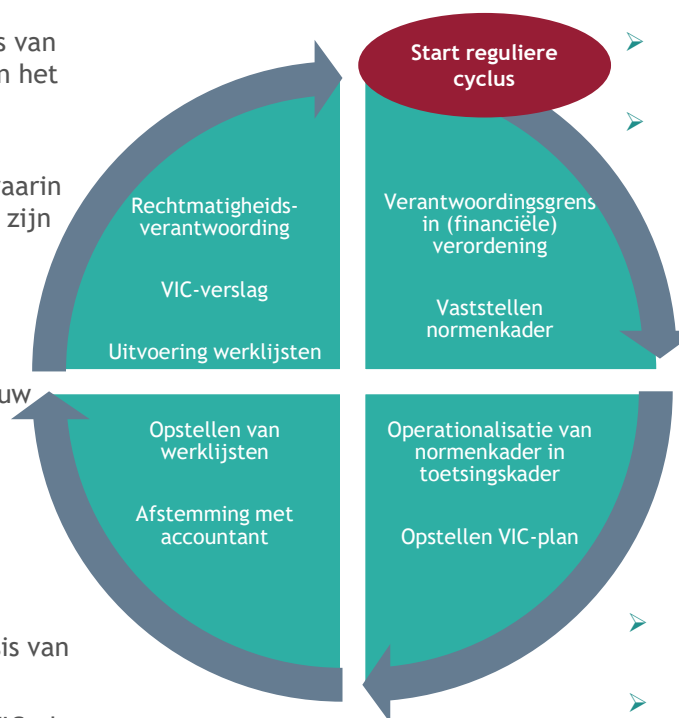 s van
n het
vaarin
zijn
uw
is van
Start reguliere
cyclus
Rechtmatigheids-
verantwoording
VIC-verslag
Uitvoering werklijsten
Verantwoordingsgrens
in (financiële)
verordening
Vaststellen
normenkader
Opstellen van
werklijsten
Afstemming met
accountant
Operationalisatie van
normenkader in
toetsingskader
Opstellen VIC-plan